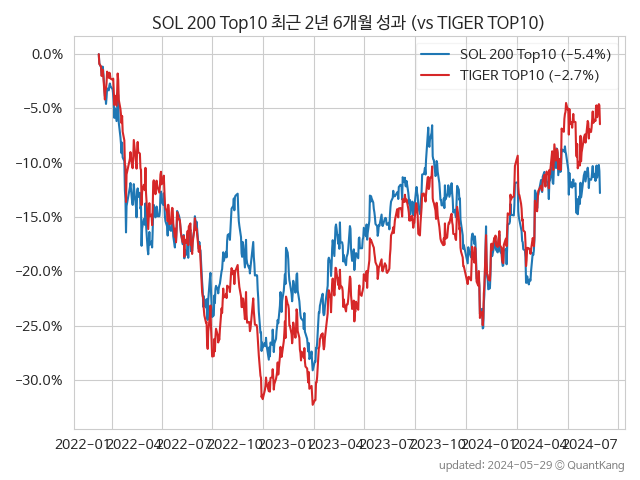 SOL 200 Top10 최근 2년 6개월 성과 (vs TIGER TOP10)
SOL 200 Top10 (−5.4%)
TIGER TOP10 (−2.7%)
0.0%
−5.0%
−10.0%
−15.0%
−20.0%
−25.0%
−30.0%
2022-01 2022-04 2022-07 2022-10 2023-01 2023-04 2023-07 2023-10 2024-01 2024-04 2024-07
updated: 2024-05-29 © QuantKang